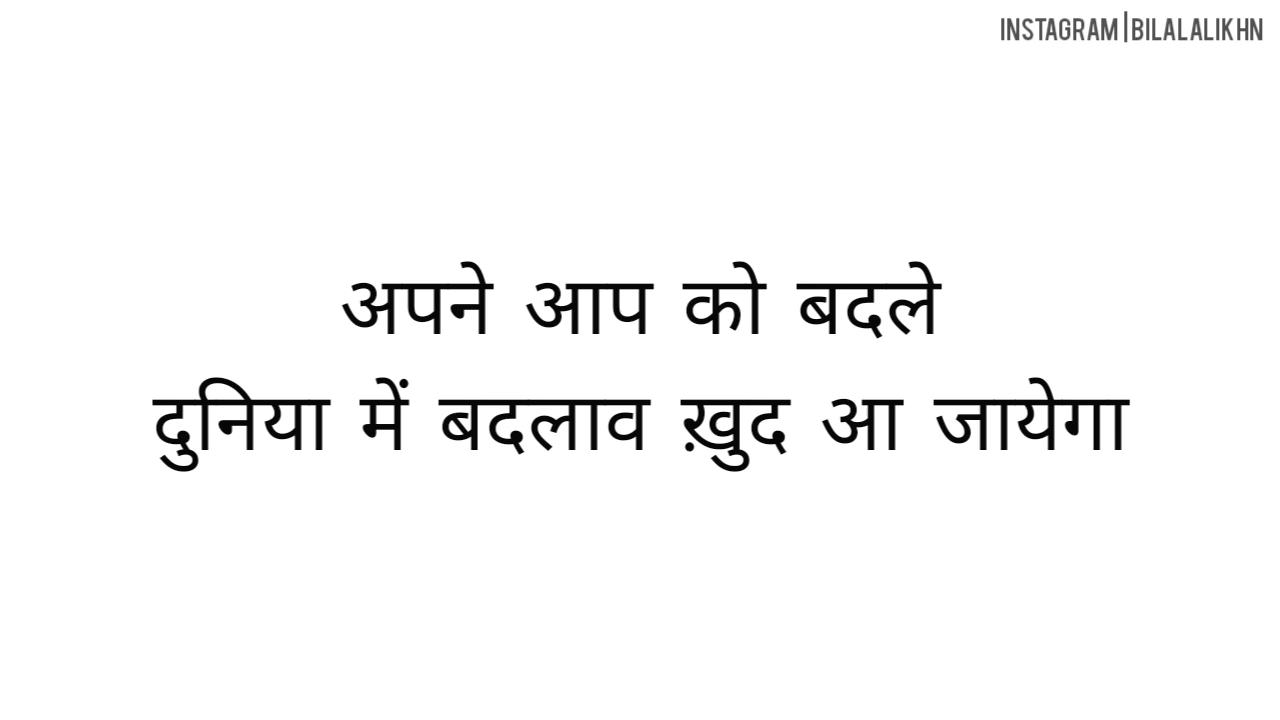 INSTAGRAM|BILALALIKHN
अपने आप को बदले
दुनिया में बदलाव ख़ुद आ जायेगा